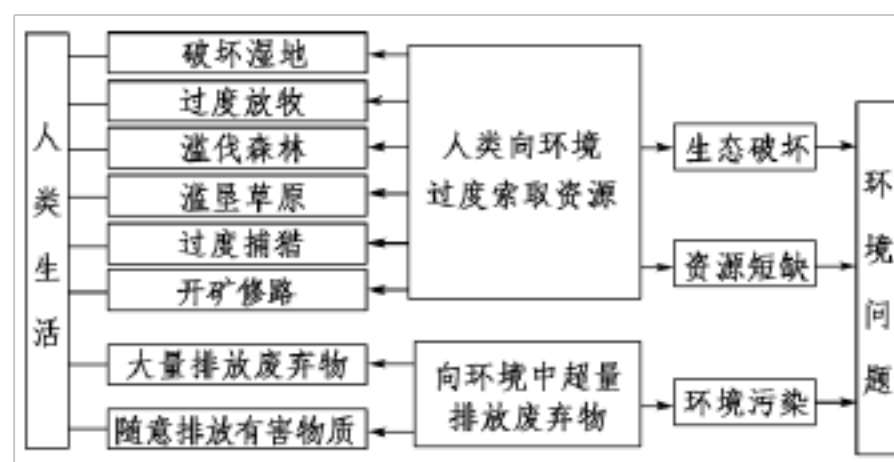 人类生活
破坏湿地
过度放牧
滥伐森林
滥垦草原
过度捕猎
开矿修路
大量排放废弃物
随意排放有害物质
人类向环境
过度索取资源
向环境中超量
排放废弃物
生态破坏
资源短缺
环境污染
环境问题